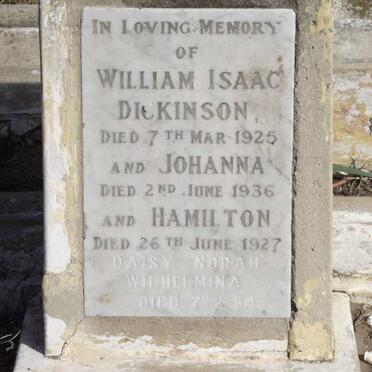 IN LOVING MEMORY
OF
WILLIAM ISAAC
DICKINSON,
DIED 7TH MAR 1925
AND JOHANNA
DIED 2ND JUNE 1936
AND HAMILTON
DIED 26TH JUNE 1927
DAISY NORAH
WILHELMINA
DIED 7-2-54